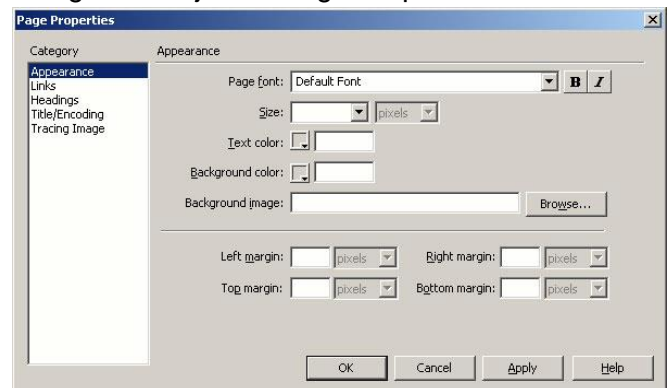 Page Properties
Category
Appearance
Links
Headings
Title/Encoding
Tracing Image
Appearance
Page font: Default Font B I
Size: pixels
Text color:
Background color:
Background image: Browse...
Left margin: pixels Right margin: pixels
Top margin: pixels Bottom margin: pixels
OK Cancel Apply Help